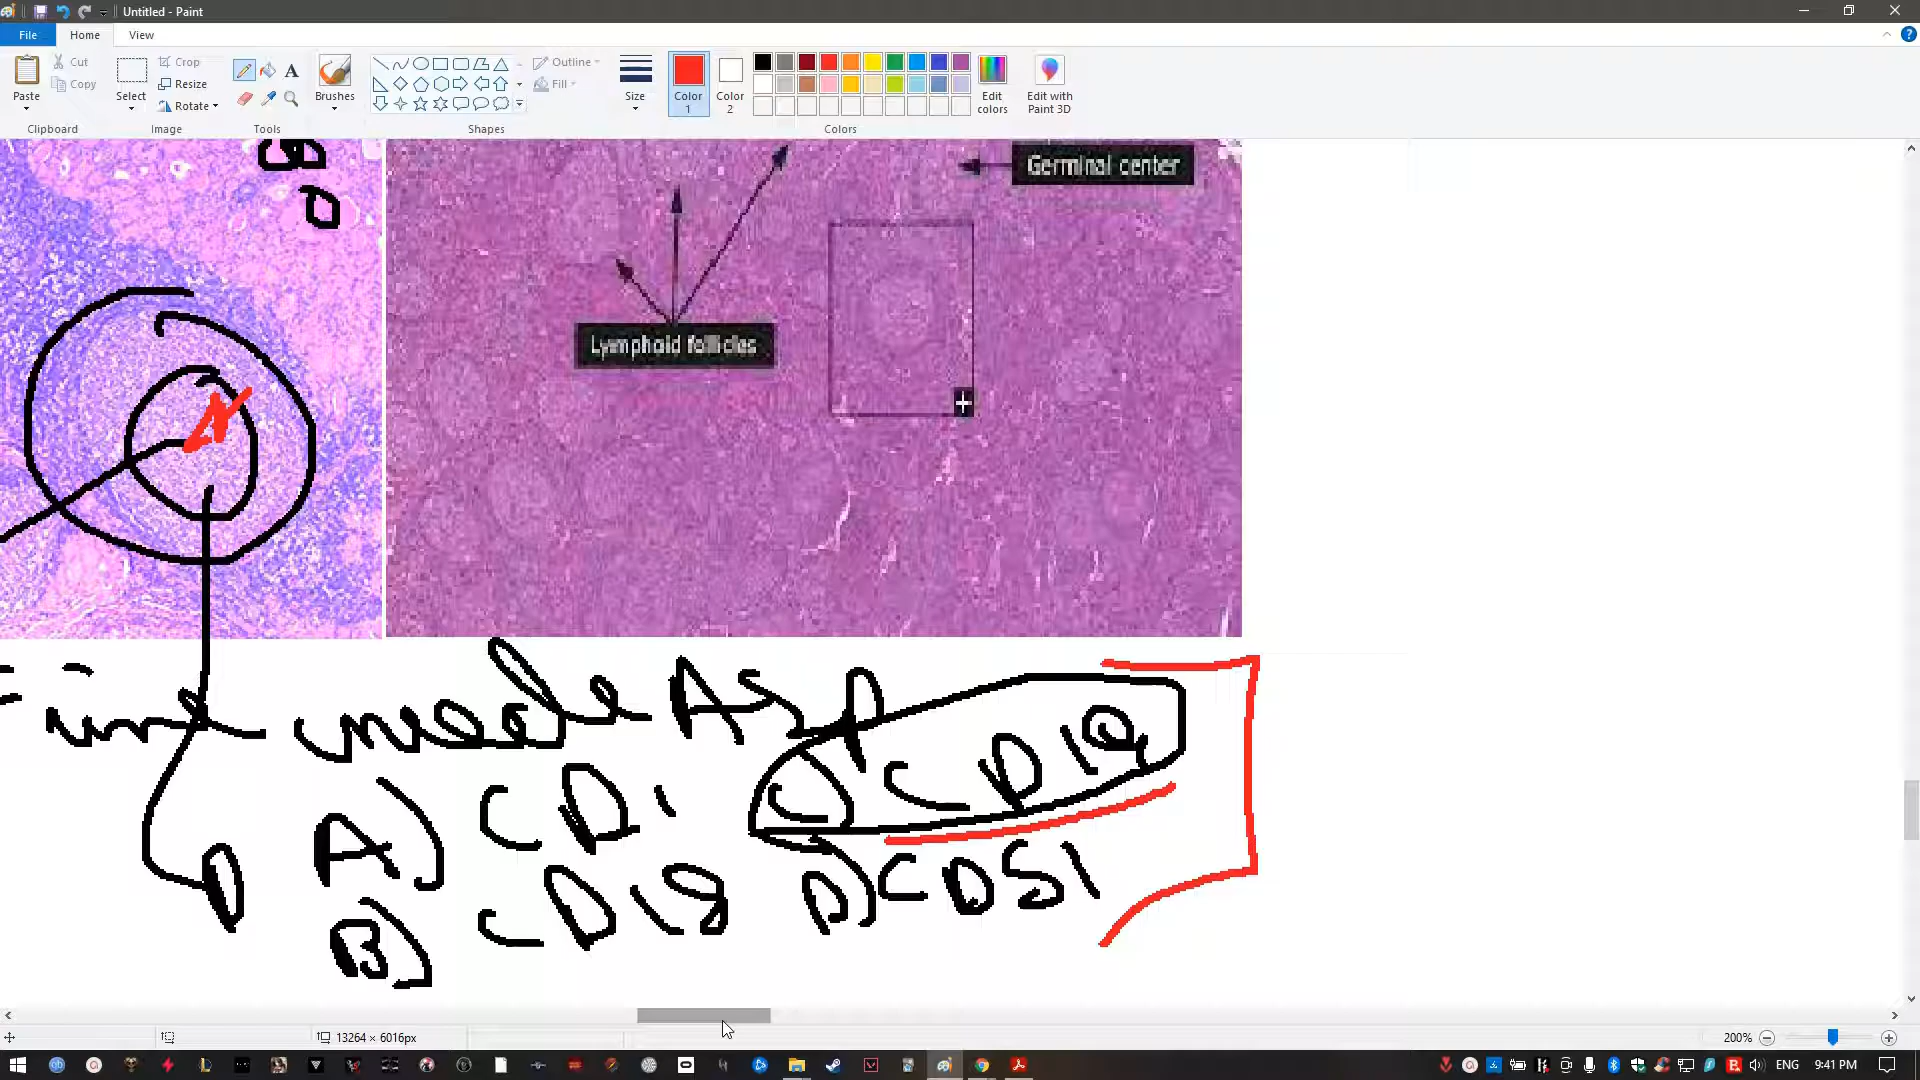 Untitled - Paint
File Home View
Paste
Cut
Copy
Clipboard
Select
Crop
Resize
Rotate
Image
Tools
Brushes
Shapes
Outline
Fill
Size
Color 1
Color 2
Edit colors
Edit with Paint 3D
Colors
Germinal center
Lymphoid follicles
Asp
A) CD1
C) CD19
B) CD18
D) CD51
D
13264 × 6016px
200%
ENG
9:41 PM